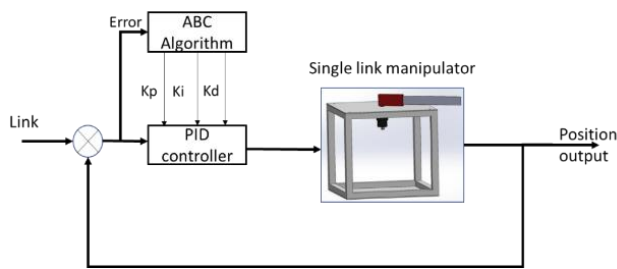 Error
ABC
Algorithm
Kp
Ki
Kd
Single link manipulator
Link
PID
controller
Position
output